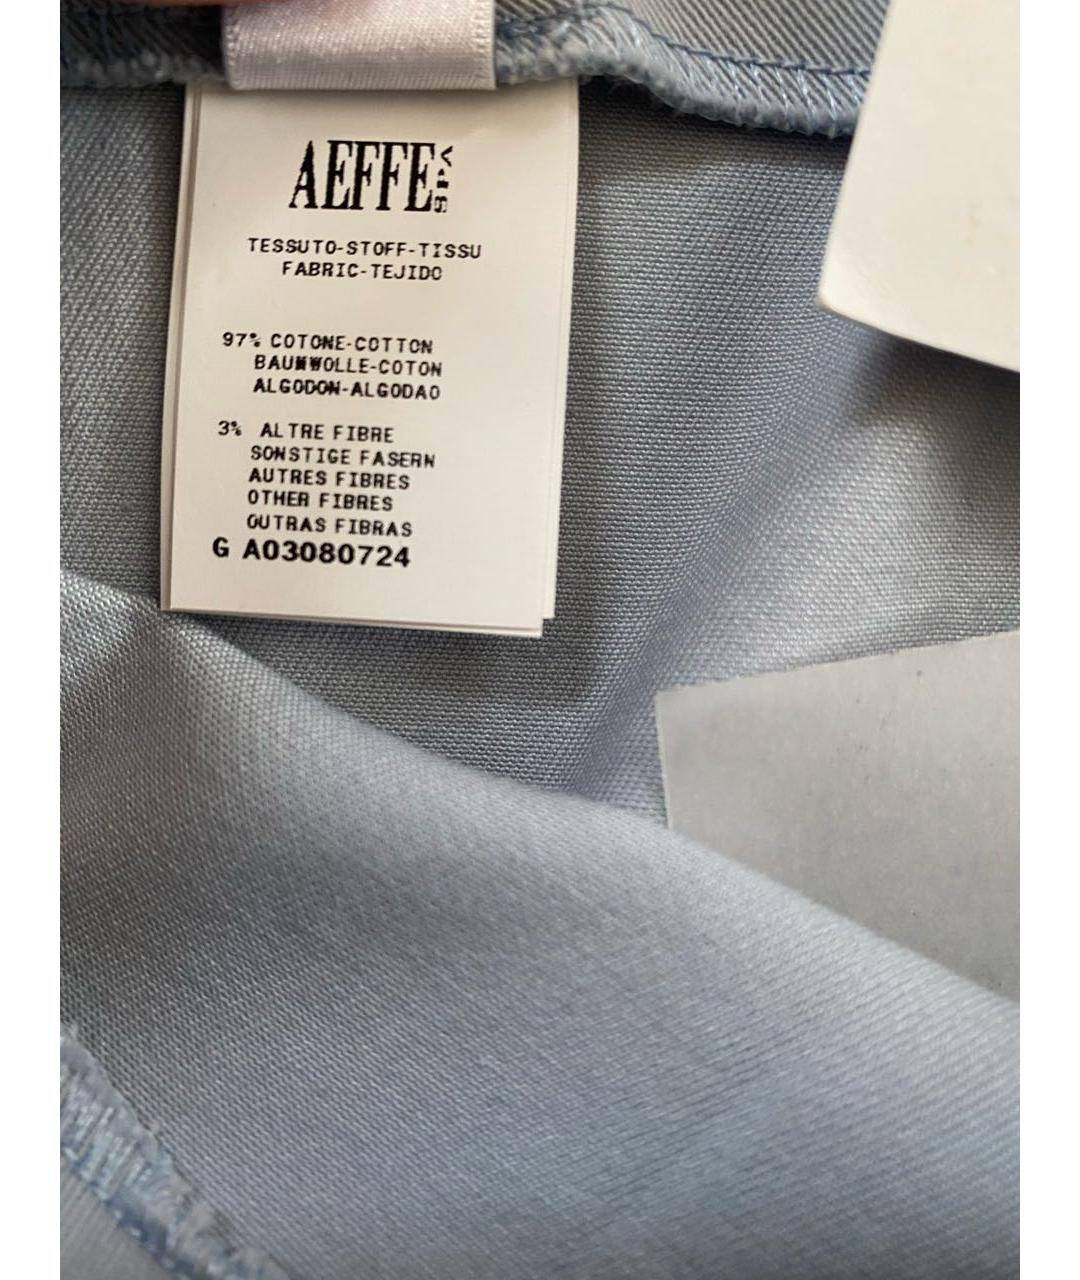 AEFFE SPA
TESSUTO-STOFF-TISSU
FABRIC-TEJIDO
97% COTONE-COTTON
BAUMWOLLE-COTON
ALGODON-ALGODAO
3% ALTRE FIBRE
SONSTIGE FASERN
AUTRES FIBRES
OTHER FIBRES
OUTRAS FIBRAS
G A03080724